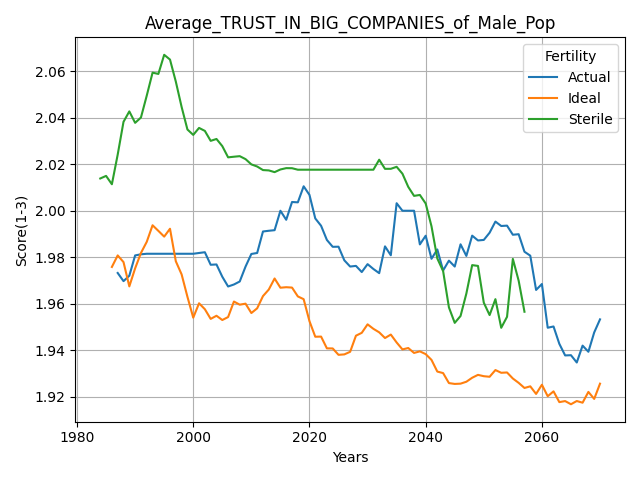 Average_TRUST_IN_BIG_COMPANIES_of_Male_Pop
Fertility
Actual
Ideal
Sterile
Score(1-3)
2.06
2.04
2.02
2.00
1.98
1.96
1.94
1.92
1980
2000
2020
2040
2060
Years